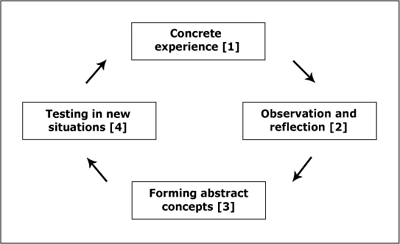 Concrete
experience [1]
Testing in new
situations [4]
Observation and
reflection [2]
Forming abstract
concepts [3]